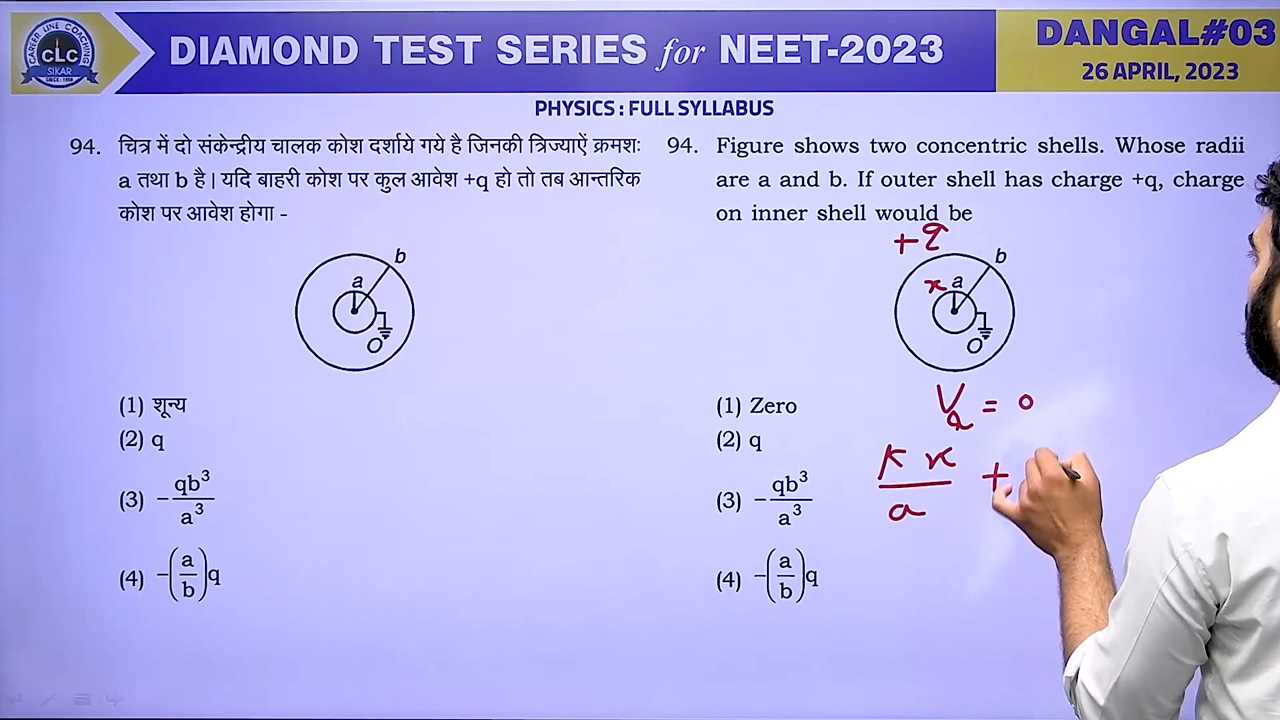 CAREER LINE COACHING
CLC
SIKAR
SINCE: 1996
DIAMOND TEST SERIES for NEET-2023
DANGAL#03
26 APRIL, 2023
PHYSICS : FULL SYLLABUS
94. चित्र में दो संकेन्द्रीय चालक कोश दर्शाये गये है जिनकी त्रिज्याऐं क्रमशः
a तथा b है। यदि बाहरी कोश पर कुल आवेश +q हो तो तब आन्तरिक
कोश पर आवेश होगा -
b
a
O
(1) शून्य
(2) q
(3) -qb³/a³
(4) -(a/b)q
94. Figure shows two concentric shells. Whose radii
are a and b. If outer shell has charge +q, charge
on inner shell would be
+q
b
x a
O
(1) Zero
(2) q
(3) -qb³/a³
(4) -(a/b)q
Va = 0
Kx/a +